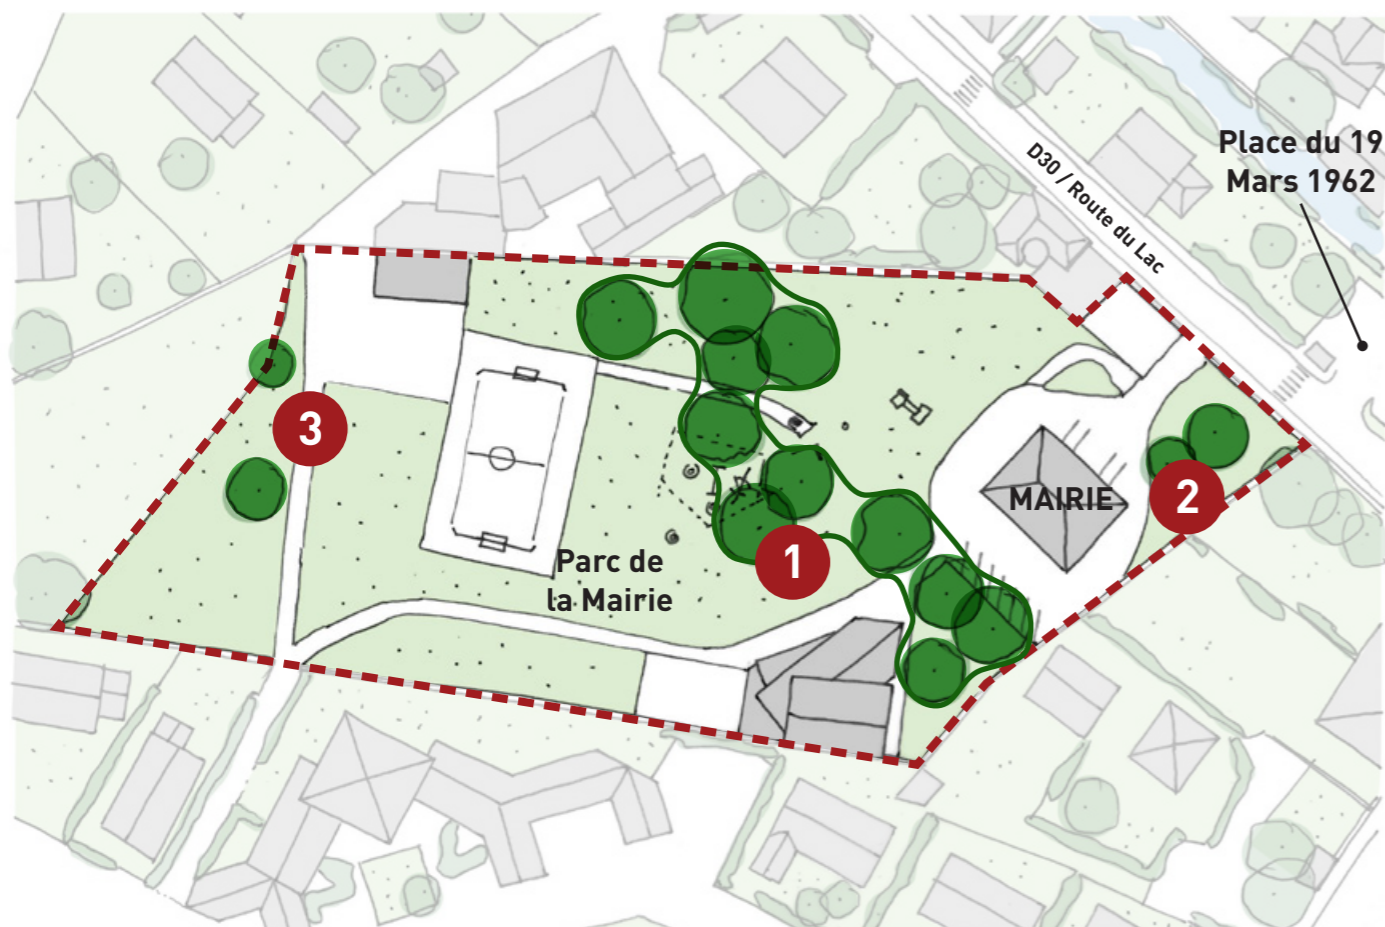 Place du 19
Mars 1962
D30 / Route du Lac
3
MAIRIE
2
1
Parc de
la Mairie